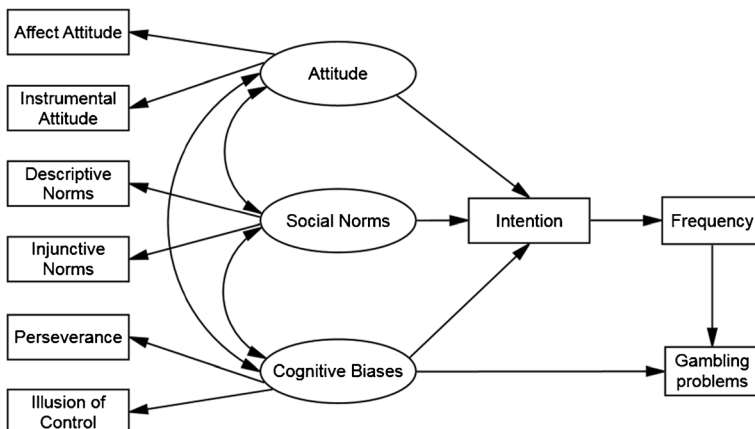 Affect Attitude
Attitude
Instrumental
Attitude
Descriptive
Norms
Social Norms
Intention
Frequency
Injunctive
Norms
Perseverance
Cognitive Biases
Gambling
problems
Illusion of
Control